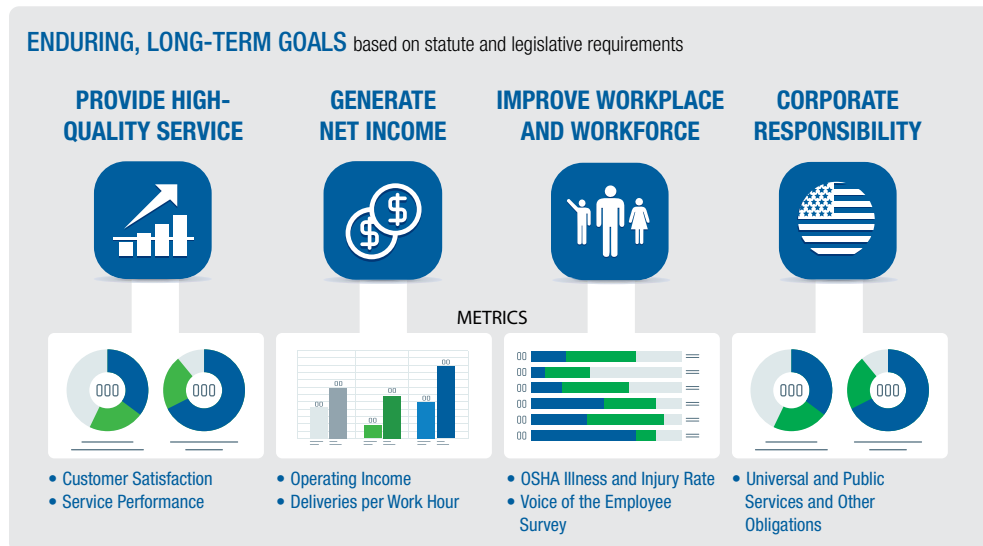 ENDURING, LONG-TERM GOALS based on statute and legislative requirements
PROVIDE HIGH-
QUALITY SERVICE
GENERATE
NET INCOME
IMPROVE WORKPLACE
AND WORKFORCE
CORPORATE
RESPONSIBILITY
$
$
METRICS
000
000
00
00
00
00
00
00
00
00
00
00
00
00
000
000
• Customer Satisfaction
• Service Performance
• Operating Income
• Deliveries per Work Hour
• OSHA Illness and Injury Rate
• Voice of the Employee
Survey
• Universal and Public
Services and Other
Obligations